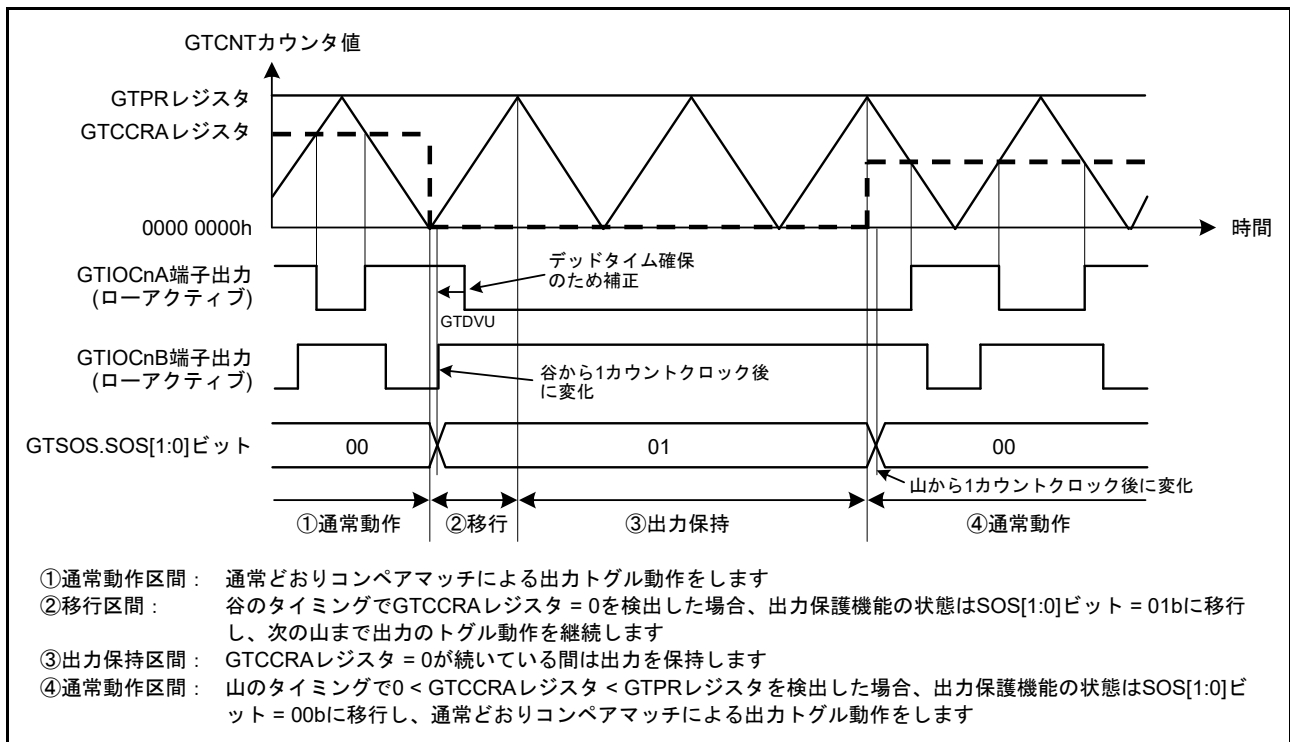 GTCNTカウンタ値
GTPRレジスタ
GTCCRAレジスタ
0000 0000h
時間
GTIOCnA端子出力
(ローアクティブ)
デッドタイム確保
のため補正
GTDVU
GTIOCnB端子出力
(ローアクティブ)
谷から1カウントクロック後
に変化
GTSOS.SOS[1:0]ビット
00
01
00
山から1カウントクロック後に変化
①通常動作
②移行
③出力保持
④通常動作
①通常動作区間： 通常どおりコンペアマッチによる出力トグル動作をします
②移行区間： 谷のタイミングでGTCCRAレジスタ = 0を検出した場合、出力保護機能の状態はSOS[1:0]ビット = 01bに移行
し、次の山まで出力のトグル動作を継続します
③出力保持区間： GTCCRAレジスタ = 0が続いている間は出力を保持します
④通常動作区間： 山のタイミングで0 < GTCCRAレジスタ < GTPRレジスタを検出した場合、出力保護機能の状態はSOS[1:0]ビ
ット = 00bに移行し、通常どおりコンペアマッチによる出力トグル動作をします